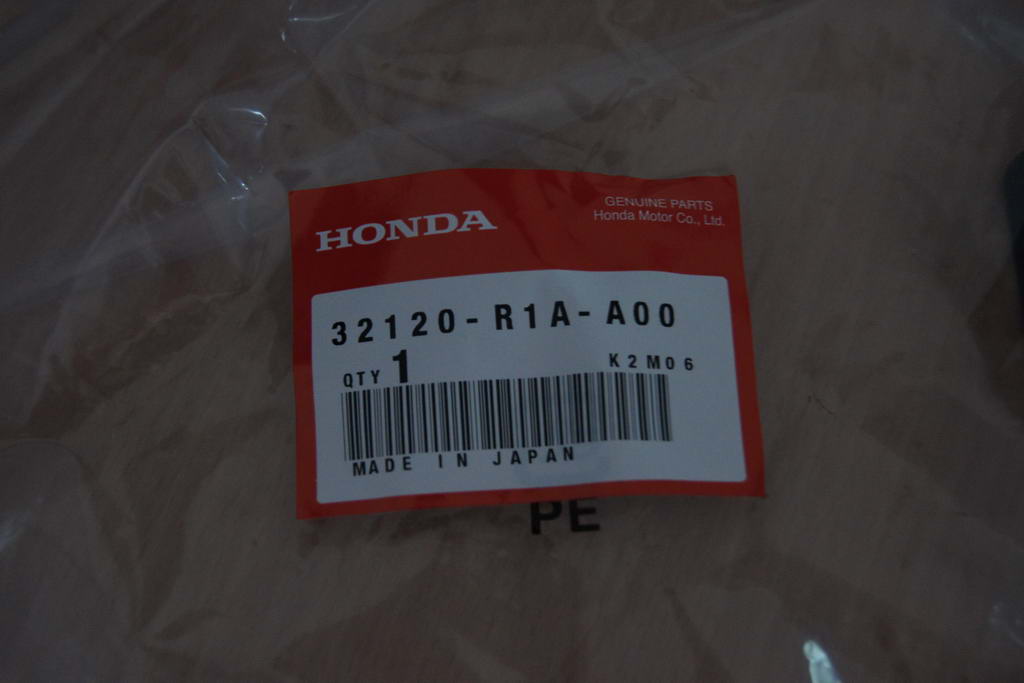 HONDA
GENUINE PARTS
Honda Motor Co., Ltd.
32120-R1A-A00
QTY 1
K2M06
MADE IN JAPAN
PE